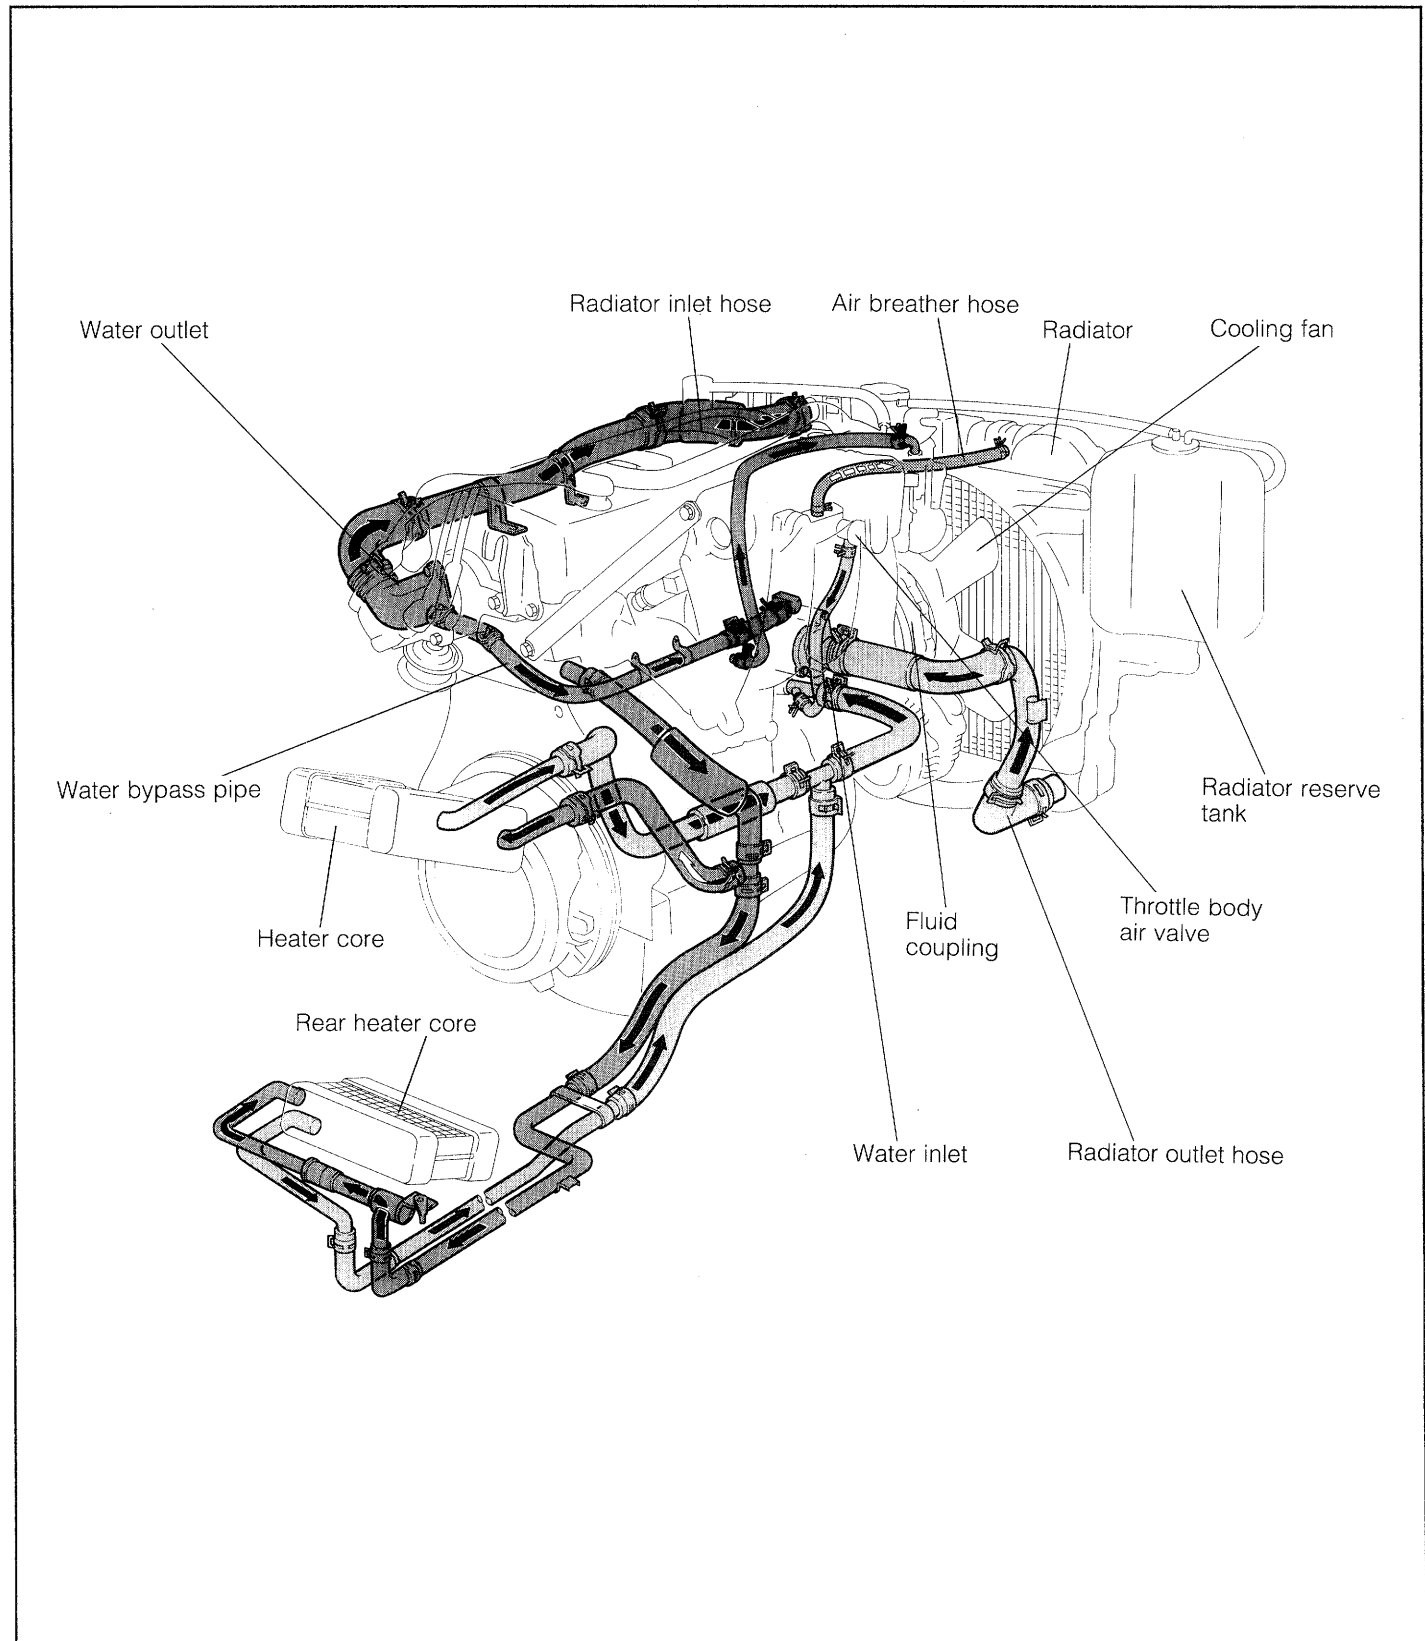 Radiator inlet hose
Air breather hose
Water outlet
Radiator
Cooling fan
Water bypass pipe
Radiator reserve
tank
Heater core
Fluid
coupling
Throttle body
air valve
Rear heater core
Water inlet
Radiator outlet hose